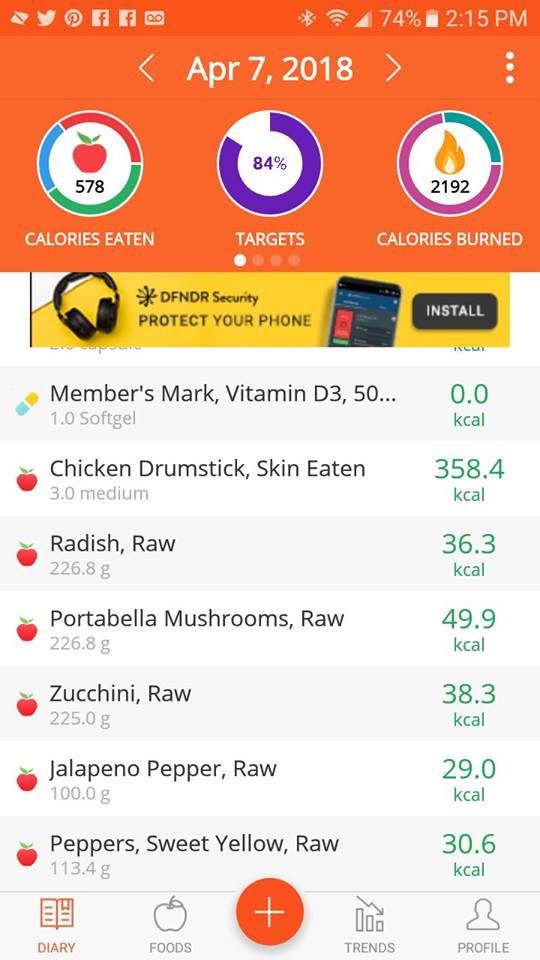 74% 2:15 PM
Apr 7, 2018
578
84%
2192
CALORIES EATEN
TARGETS
CALORIES BURNED
DFNDR Security
PROTECT YOUR PHONE
INSTALL
kcal
Member's Mark, Vitamin D3, 50...
0.0
1.0 Softgel
kcal
Chicken Drumstick, Skin Eaten
358.4
3.0 medium
kcal
Radish, Raw
36.3
226.8 g
kcal
Portabella Mushrooms, Raw
49.9
226.8 g
kcal
Zucchini, Raw
38.3
225.0 g
kcal
Jalapeno Pepper, Raw
29.0
100.0 g
kcal
Peppers, Sweet Yellow, Raw
30.6
113.4 g
kcal
DIARY
FOODS
TRENDS
PROFILE